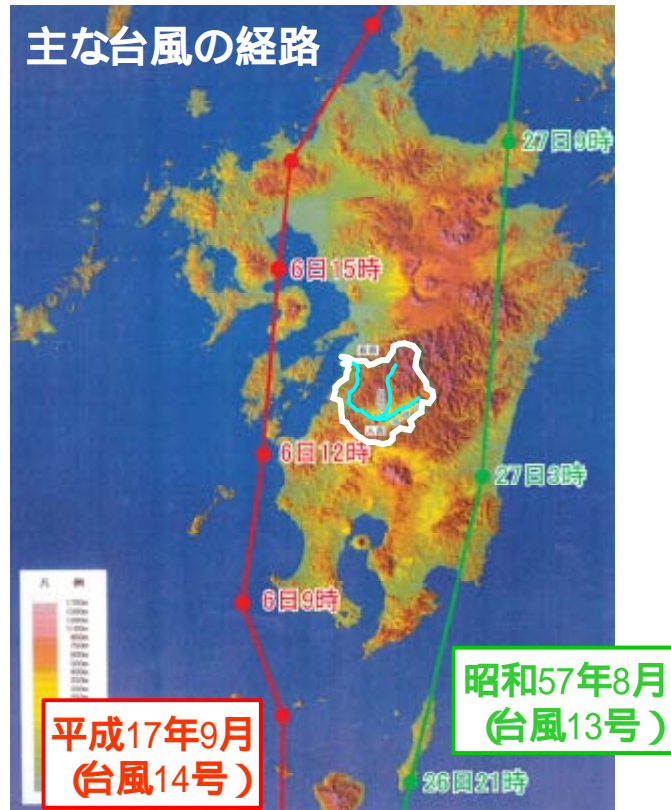 主な台風の経路
27日9時
6日15時
6日12時
27日3時
6日9時
凡 例
昭和57年8月
(台風13号)
平成17年9月
(台風14号)
26日21時